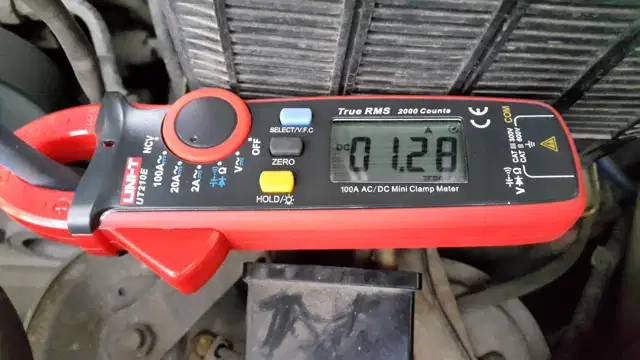 True RMS 2000 Counts
SELECT/V.F.C
ZERO
HOLD/
OFF
V
Ω
2A
20A
100A
NCV
UNI-T
UT210E
A
DC
01.28
100A AC/DC Mini Clamp Meter
CE
COM
CAT II 600V
CAT III 300V
V Ω